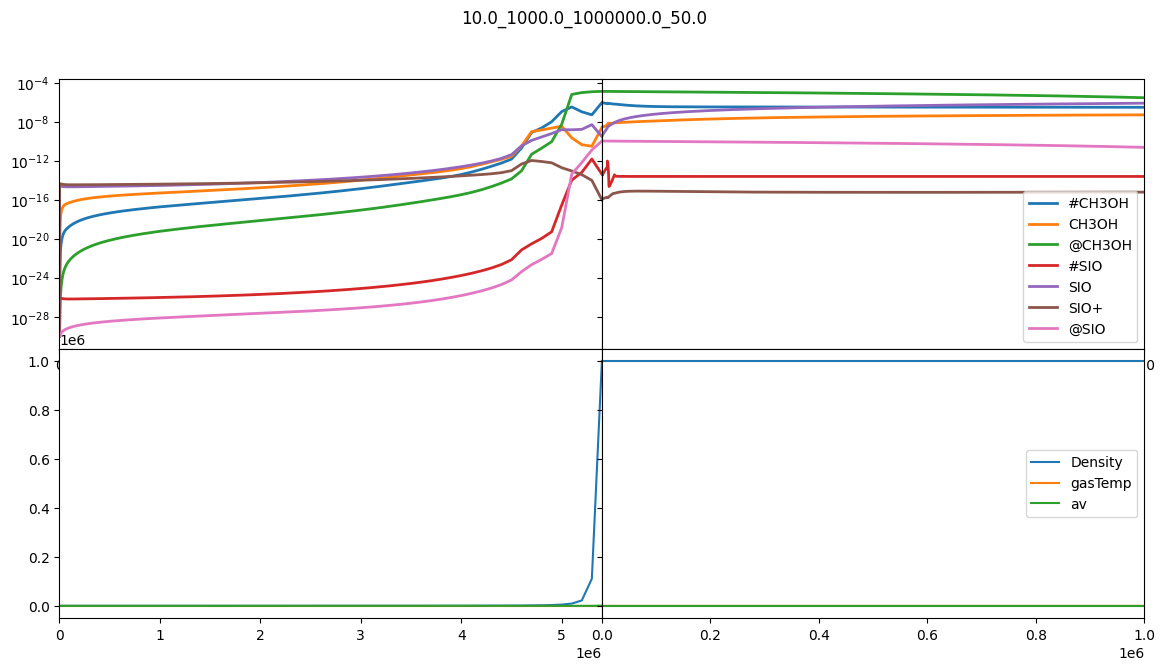 10.0_1000.0_1000000.0_50.0
10⁻⁴
10⁻⁸
10⁻¹²
10⁻¹⁶
10⁻²⁰
10⁻²⁴
10⁻²⁸
#CH3OH
CH3OH
@CH3OH
#SIO
SIO
SIO+
@SIO
1e6
0
1.0
0.8
0.6
0.4
0.2
0.0
Density
gasTemp
av
0 1 2 3 4 5 0.0 0.2 0.4 0.6 0.8 1.0
1e6 1e6